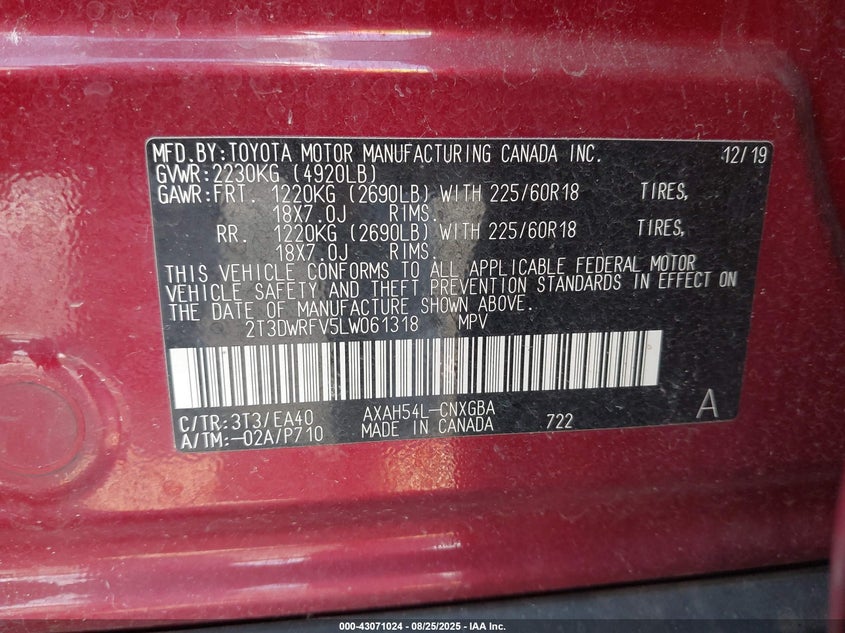 MFD.BY:TOYOTA MOTOR MANUFACTURING CANADA INC. 12/19
GVWR:2230KG (4920LB)
GAWR:FRT. 1220KG (2690LB) WITH 225/60R18 TIRES,
18X7.0J RIMS.
RR. 1220KG (2690LB) WITH 225/60R18 TIRES,
18X7.0J RIMS.
THIS VEHICLE CONFORMS TO ALL APPLICABLE FEDERAL MOTOR
VEHICLE SAFETY AND THEFT PREVENTION STANDARDS IN EFFECT ON
THE DATE OF MANUFACTURE SHOWN ABOVE.
2T3DWRFV5LW061318 MPV
C/TR:3T3/EA40 AXAH54L-CNXGBA A
A/TM:-02A/P710 MADE IN CANADA 722
000-43071024 - 08/25/2025 - IAA Inc.